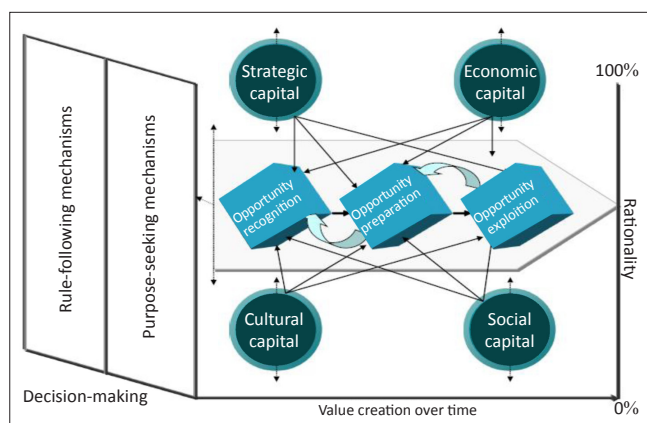 Strategic
capital
Economic
capital
100%
Rule-following mechanisms
Purpose-seeking mechanisms
Opportunity
recognition
Opportunity
preparation
Opportunity
exploition
Rationality
Cultural
capital
Social
capital
Decision-making
Value creation over time
0%